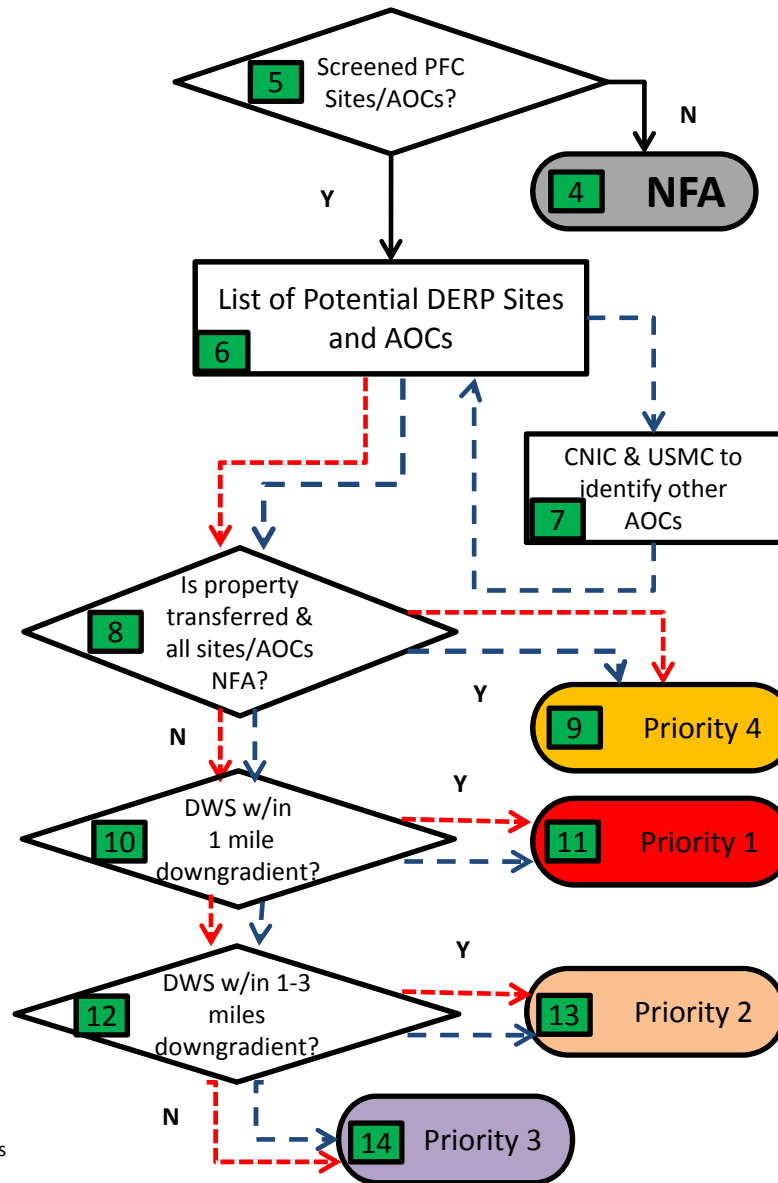 5
Screened PFC
Sites/AOCs?
N
4
NFA
Y
List of Potential DERP Sites
and AOCs
6
CNIC & USMC to
identify other
AOCs
7
Is property
transferred &
all sites/AOCs
NFA?
8
Y
9
Priority 4
N
DWS w/in
1 mile
downgradient?
10
Y
11
Priority 1
DWS w/in 1-3
miles
downgradient?
12
Y
13
Priority 2
N
14
Priority 3
s